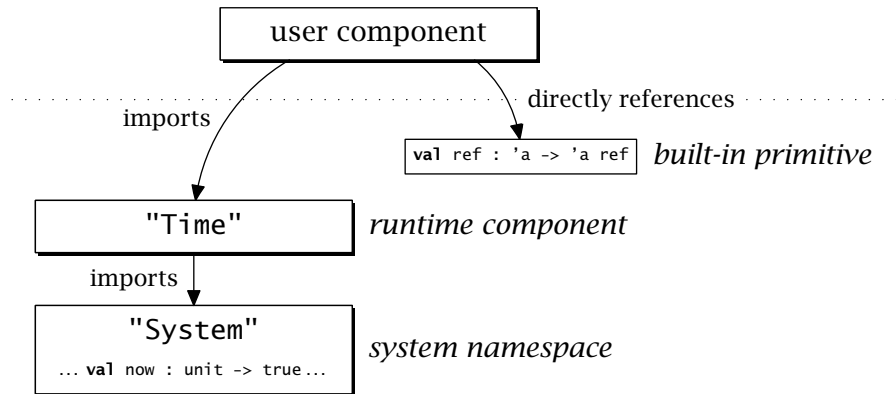 user component
directly references
imports
val ref : ’a -> ’a ref
built-in primitive
"Time"
runtime component
imports
"System"
... val now : unit -> true...
system namespace